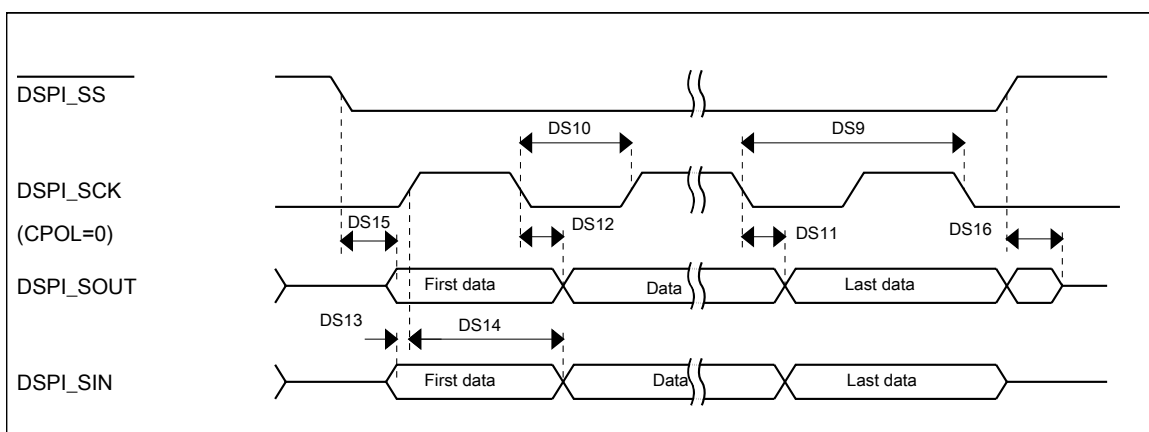 DSPI_SS
DS10
DS9
DSPI_SCK
(CPOL=0)
DS15
DS12
DS11
DS16
DSPI_SOUT
First data
Data
Last data
DS13
DS14
DSPI_SIN
First data
Data
Last data